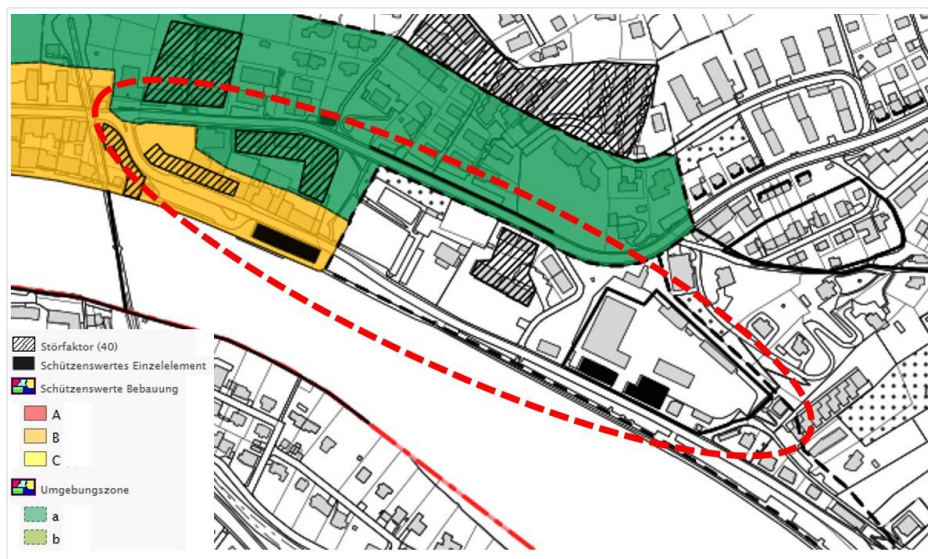 Störfaktor (40)
Schützenswertes Einzelelement
Schützenswerte Bebauung
A
B
C
Umgebungszone
a
b